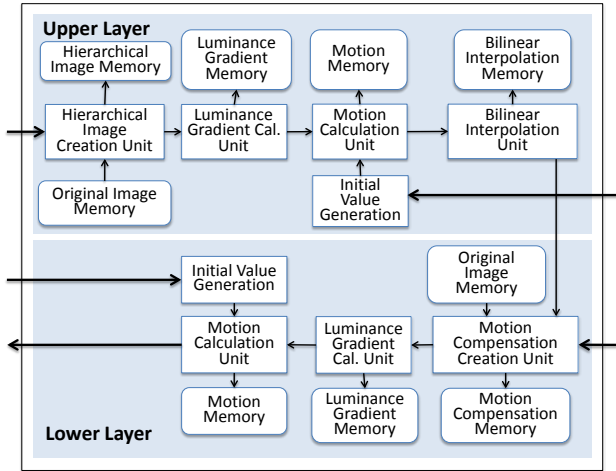 Upper Layer
Hierarchical
Image Memory
Luminance
Gradient
Memory
Motion
Memory
Bilinear
Interpolation
Memory
Hierarchical
Image
Creation Unit
Luminance
Gradient Cal.
Unit
Motion
Calculation
Unit
Bilinear
Interpolation
Unit
Original Image
Memory
Initial
Value
Generation
Initial Value
Generation
Original
Image
Memory
Motion
Calculation
Unit
Luminance
Gradient
Cal. Unit
Motion
Compensation
Creation Unit
Motion
Memory
Luminance
Gradient
Memory
Motion
Compensation
Memory
Lower Layer